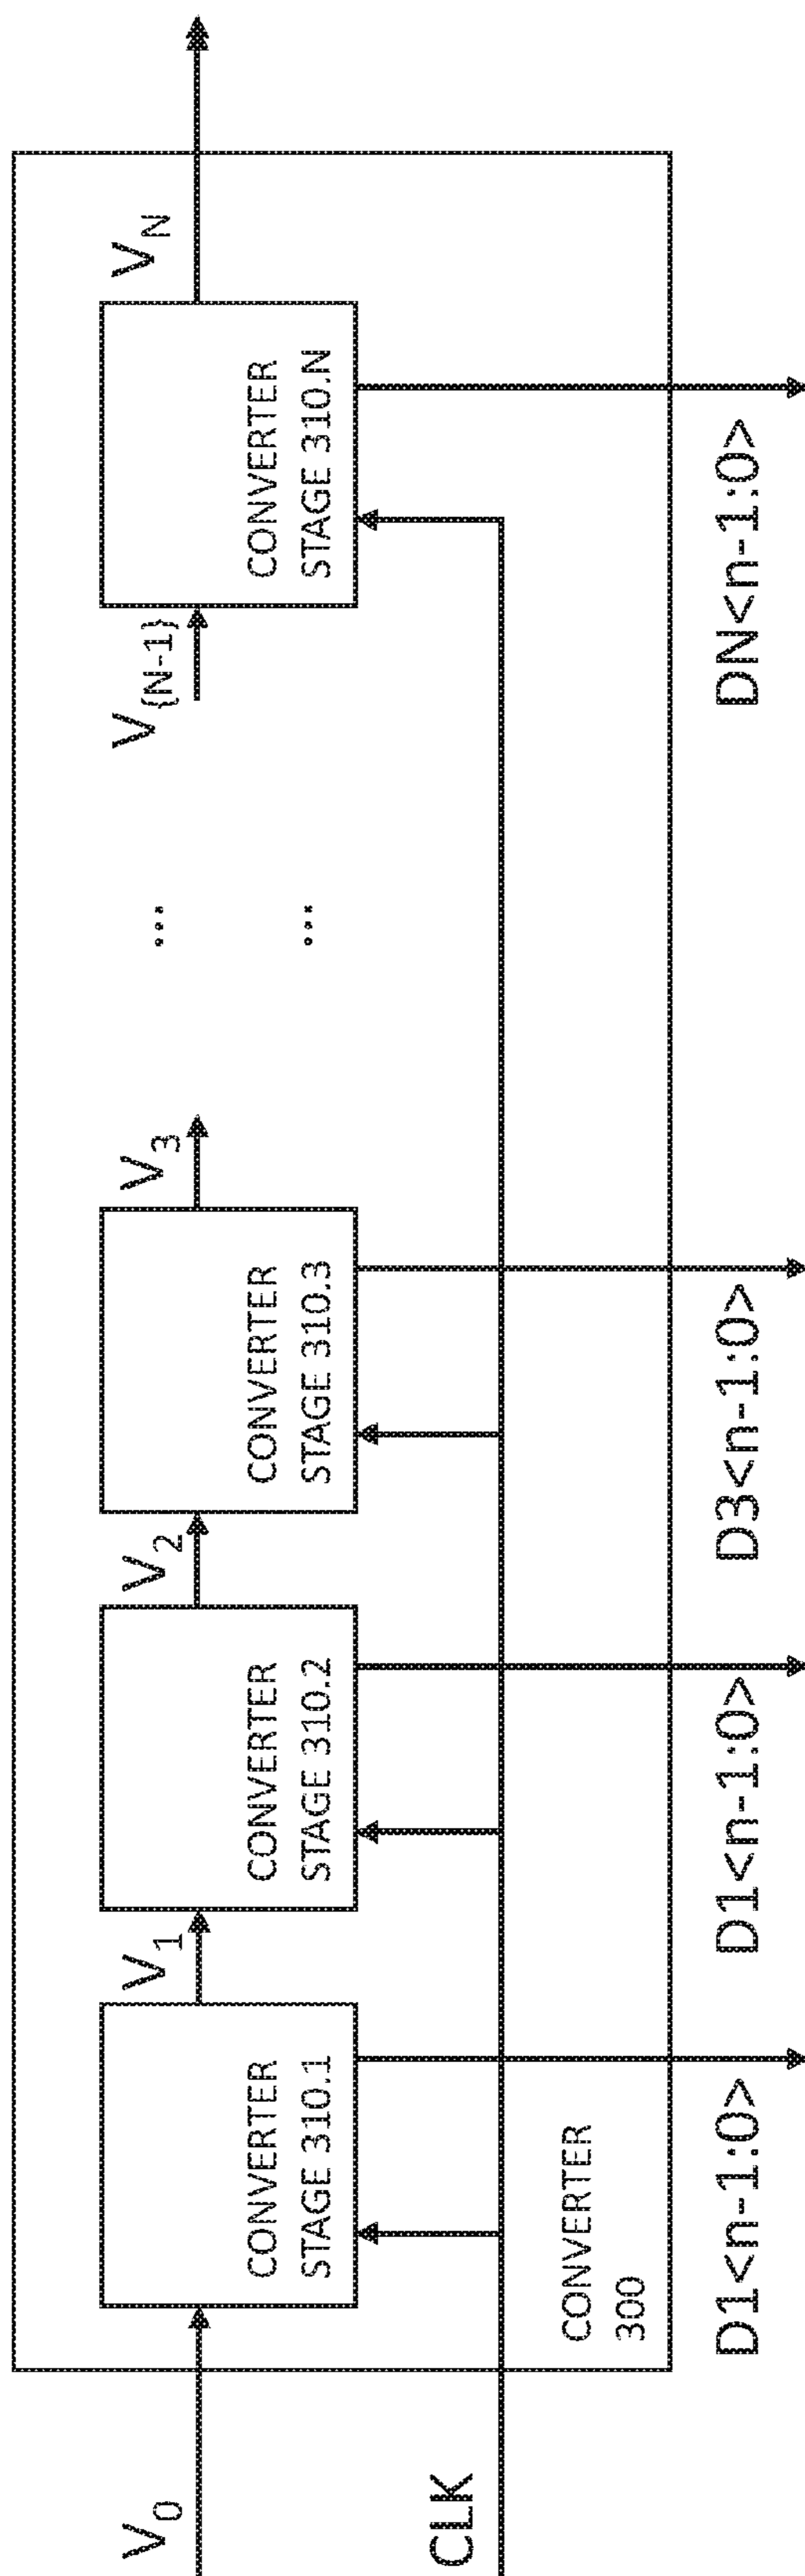 V0
CLK
CONVERTER
300
CONVERTER
STAGE 310.1
D1<n-1:0>
V1
CONVERTER
STAGE 310.2
D1<n-1:0>
V2
CONVERTER
STAGE 310.3
D3<n-1:0>
V3
...
...
V{N-1}
CONVERTER
STAGE 310.N
DN<n-1:0>
VN